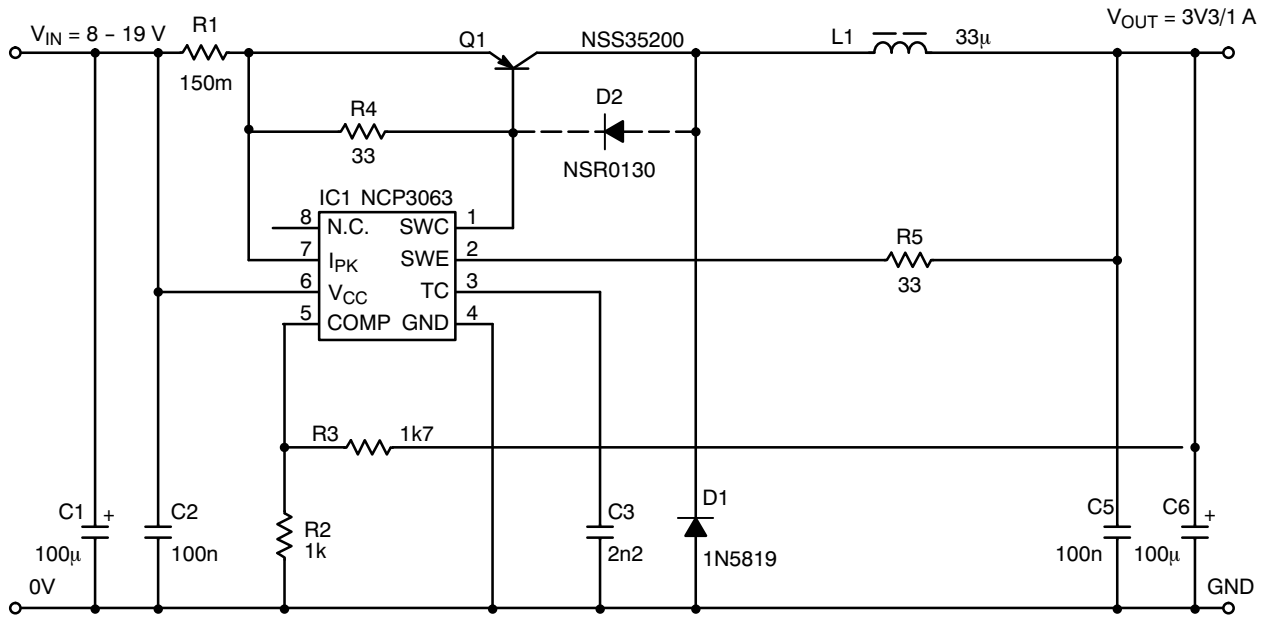 V_IN = 8 – 19 V
R1
150m
Q1
NSS35200
L1
33µ
V_OUT = 3V3/1 A
R4
33
D2
NSR0130
IC1 NCP3063
8 N.C. SWC 1
7 I_PK SWE 2
6 V_CC TC 3
5 COMP GND 4
R5
33
R3 1k7
C1 +
100µ
C2
100n
R2
1k
C3
2n2
D1
1N5819
C5
100n
C6 +
100µ
0V
GND